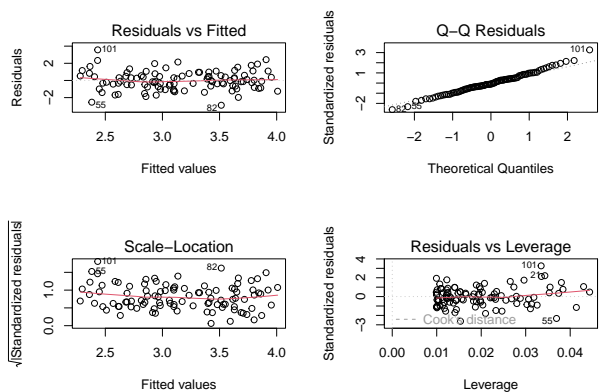 Residuals vs Fitted
Residuals
2
−2
101
55
82
2.5 3.0 3.5 4.0
Fitted values
Q−Q Residuals
Standardized residuals
3
1
−2
101
82 55
−2 −1 0 1 2
Theoretical Quantiles
Scale−Location
√|Standardized residuals|
1.0
0.0
101
55
82
2.5 3.0 3.5 4.0
Fitted values
Residuals vs Leverage
Standardized residuals
4
2
0
−3
101
21
55
Cook's distance
0.00 0.01 0.02 0.03 0.04
Leverage